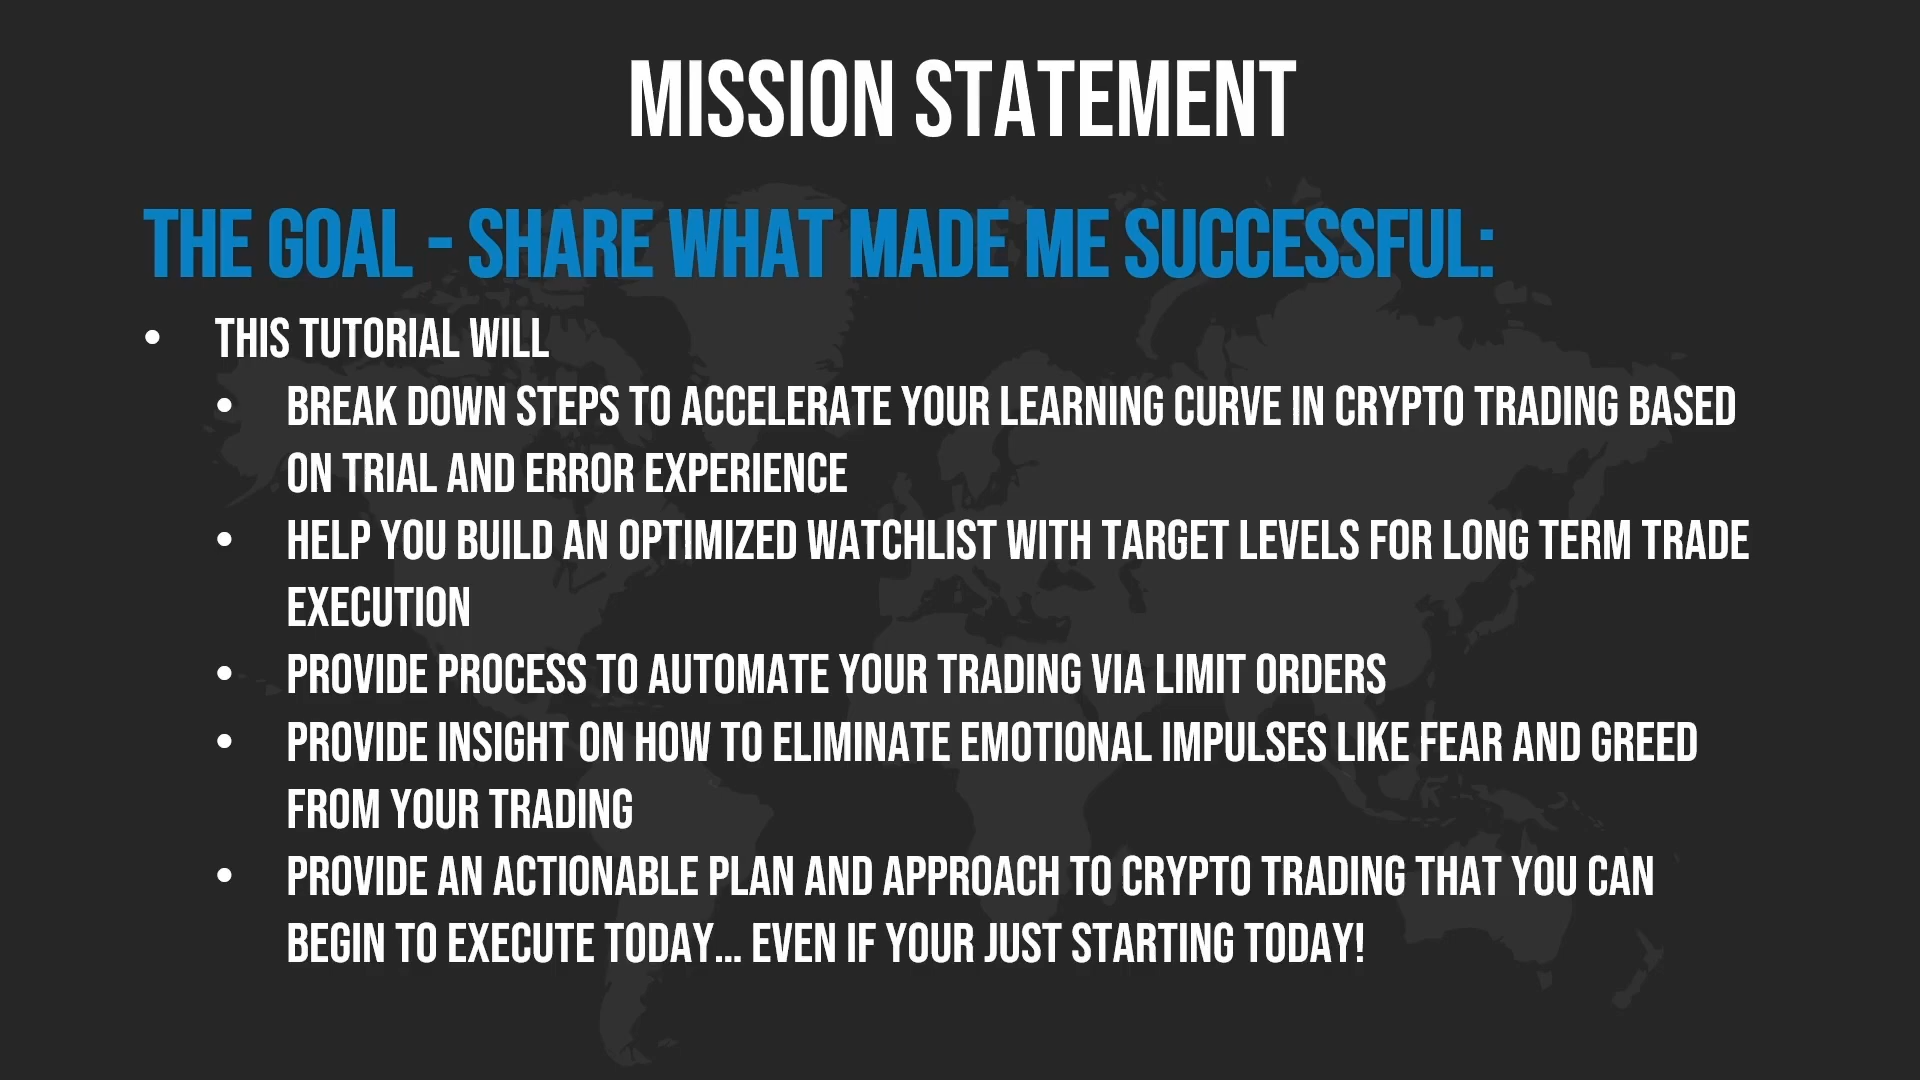 MISSION STATEMENT
THE GOAL - SHARE WHAT MADE ME SUCCESSFUL:
• THIS TUTORIAL WILL
• BREAK DOWN STEPS TO ACCELERATE YOUR LEARNING CURVE IN CRYPTO TRADING BASED
ON TRIAL AND ERROR EXPERIENCE
• HELP YOU BUILD AN OPTIMIZED WATCHLIST WITH TARGET LEVELS FOR LONG TERM TRADE
EXECUTION
• PROVIDE PROCESS TO AUTOMATE YOUR TRADING VIA LIMIT ORDERS
• PROVIDE INSIGHT ON HOW TO ELIMINATE EMOTIONAL IMPULSES LIKE FEAR AND GREED
FROM YOUR TRADING
• PROVIDE AN ACTIONABLE PLAN AND APPROACH TO CRYPTO TRADING THAT YOU CAN
BEGIN TO EXECUTE TODAY... EVEN IF YOUR JUST STARTING TODAY!